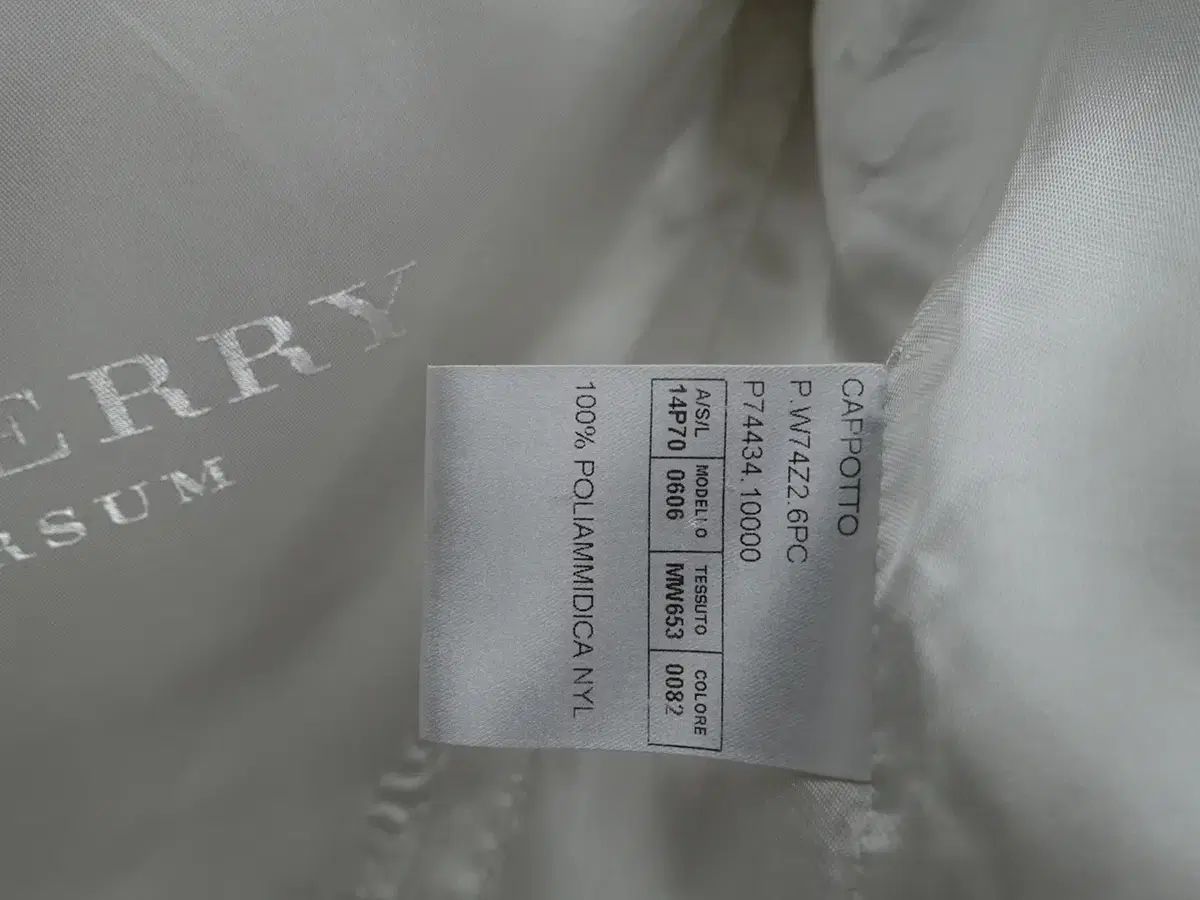 ERRY
RSUM
CAPPOTTO
P.W74Z2.6PC
P74434.10000
A/S/L MODELLO TESSUTO COLORE
14P70 0606 MW653 0082
100% POLIAMMIDICA NYL